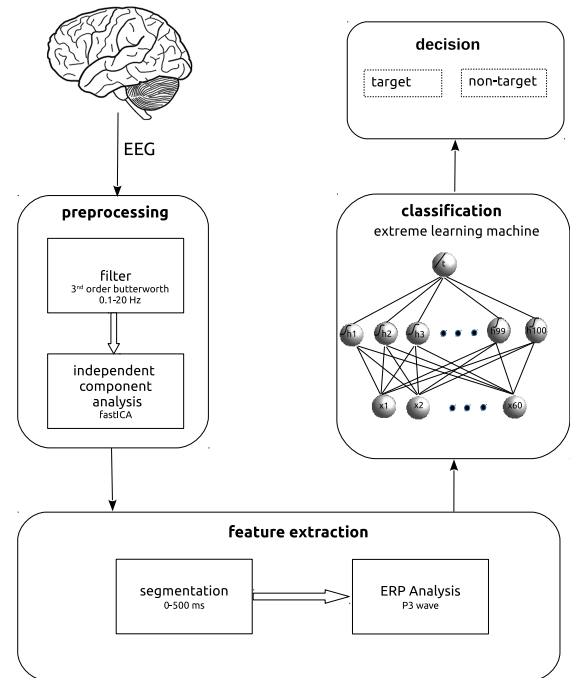 EEG
preprocessing
filter
3rd order butterworth
0.1-20 Hz
independent
component
analysis
fastICA
feature extraction
segmentation
0-500 ms
ERP Analysis
P3 wave
classification
extreme learning machine
t
h1 h2 h3 h99 h100
x1 x2 x60
decision
target non-target